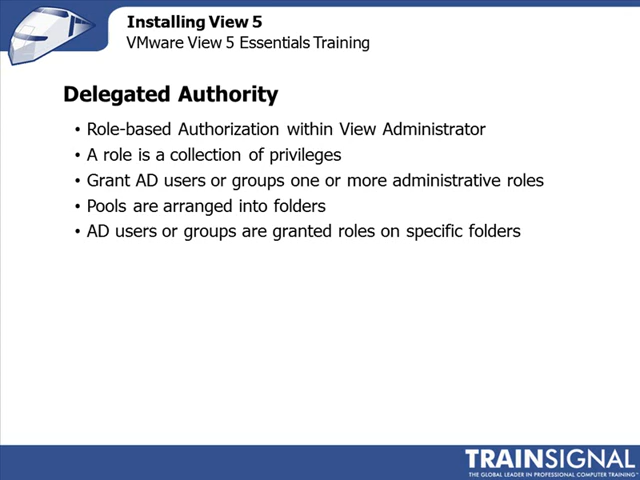 Installing View 5
VMware View 5 Essentials Training
Delegated Authority
• Role-based Authorization within View Administrator
• A role is a collection of privileges
• Grant AD users or groups one or more administrative roles
• Pools are arranged into folders
• AD users or groups are granted roles on specific folders
TRAINSIGNAL
THE GLOBAL LEADER IN PROFESSIONAL COMPUTER TRAINING™